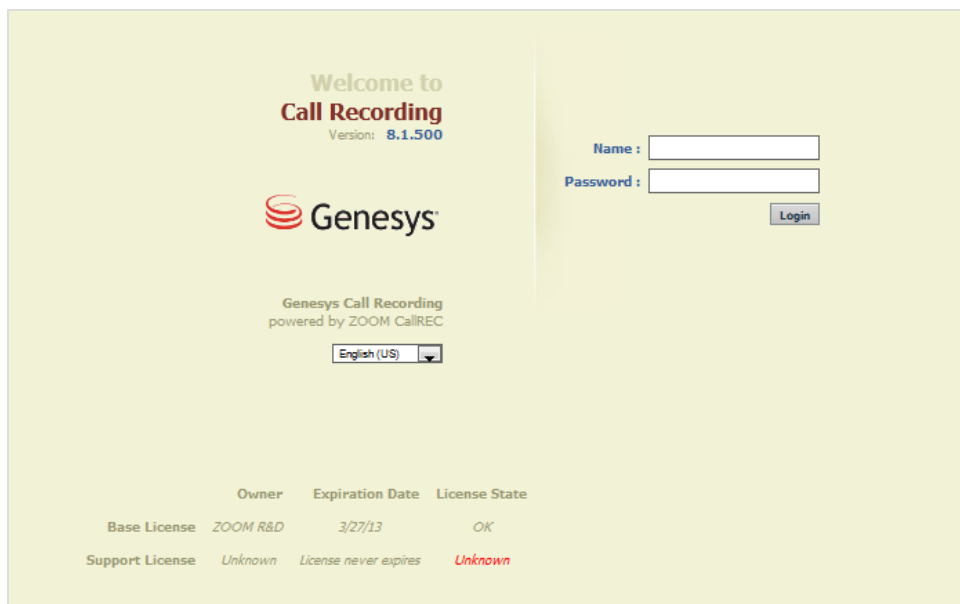 Welcome to
Call Recording
Version: 8.1.500
Name :
Password :
Login
Genesys
Genesys Call Recording
powered by ZOOM CallREC
English (US)
Owner Expiration Date License State
Base License ZOOM R&D 3/27/13 OK
Support License Unknown License never expires Unknown